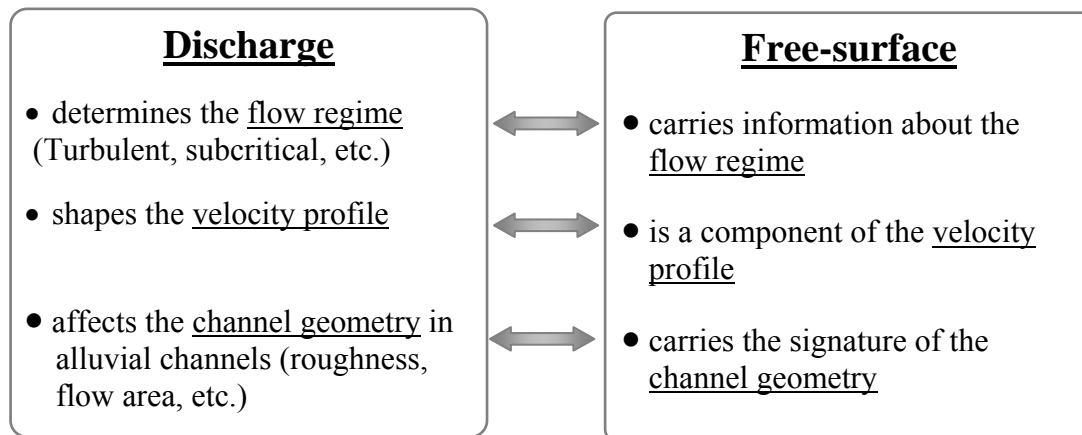 Discharge
• determines the flow regime
(Turbulent, subcritical, etc.)
• shapes the velocity profile
• affects the channel geometry in
alluvial channels (roughness,
flow area, etc.)
Free-surface
• carries information about the
flow regime
• is a component of the velocity
profile
• carries the signature of the
channel geometry